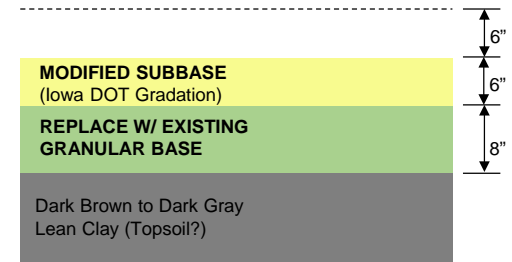 6”
MODIFIED SUBBASE
(Iowa DOT Gradation)
6”
REPLACE W/ EXISTING
GRANULAR BASE
8”
Dark Brown to Dark Gray
Lean Clay (Topsoil?)